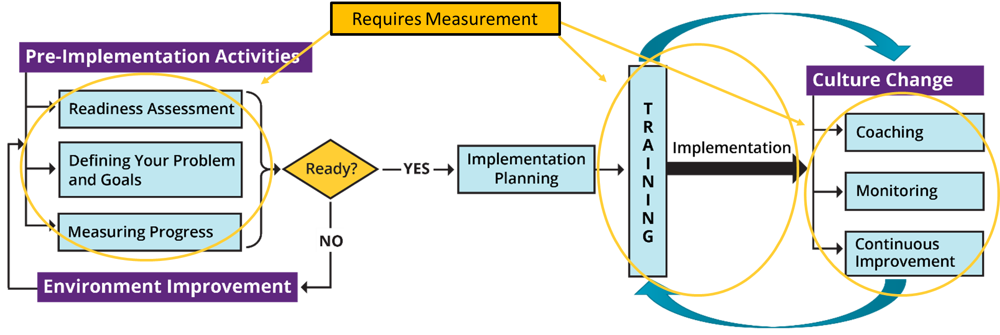 Requires Measurement
Pre-Implementation Activities
Readiness Assessment
Defining Your Problem
and Goals
Measuring Progress
Environment Improvement
Ready?
YES
NO
Implementation
Planning
TRAINING
Implementation
Culture Change
Coaching
Monitoring
Continuous
Improvement